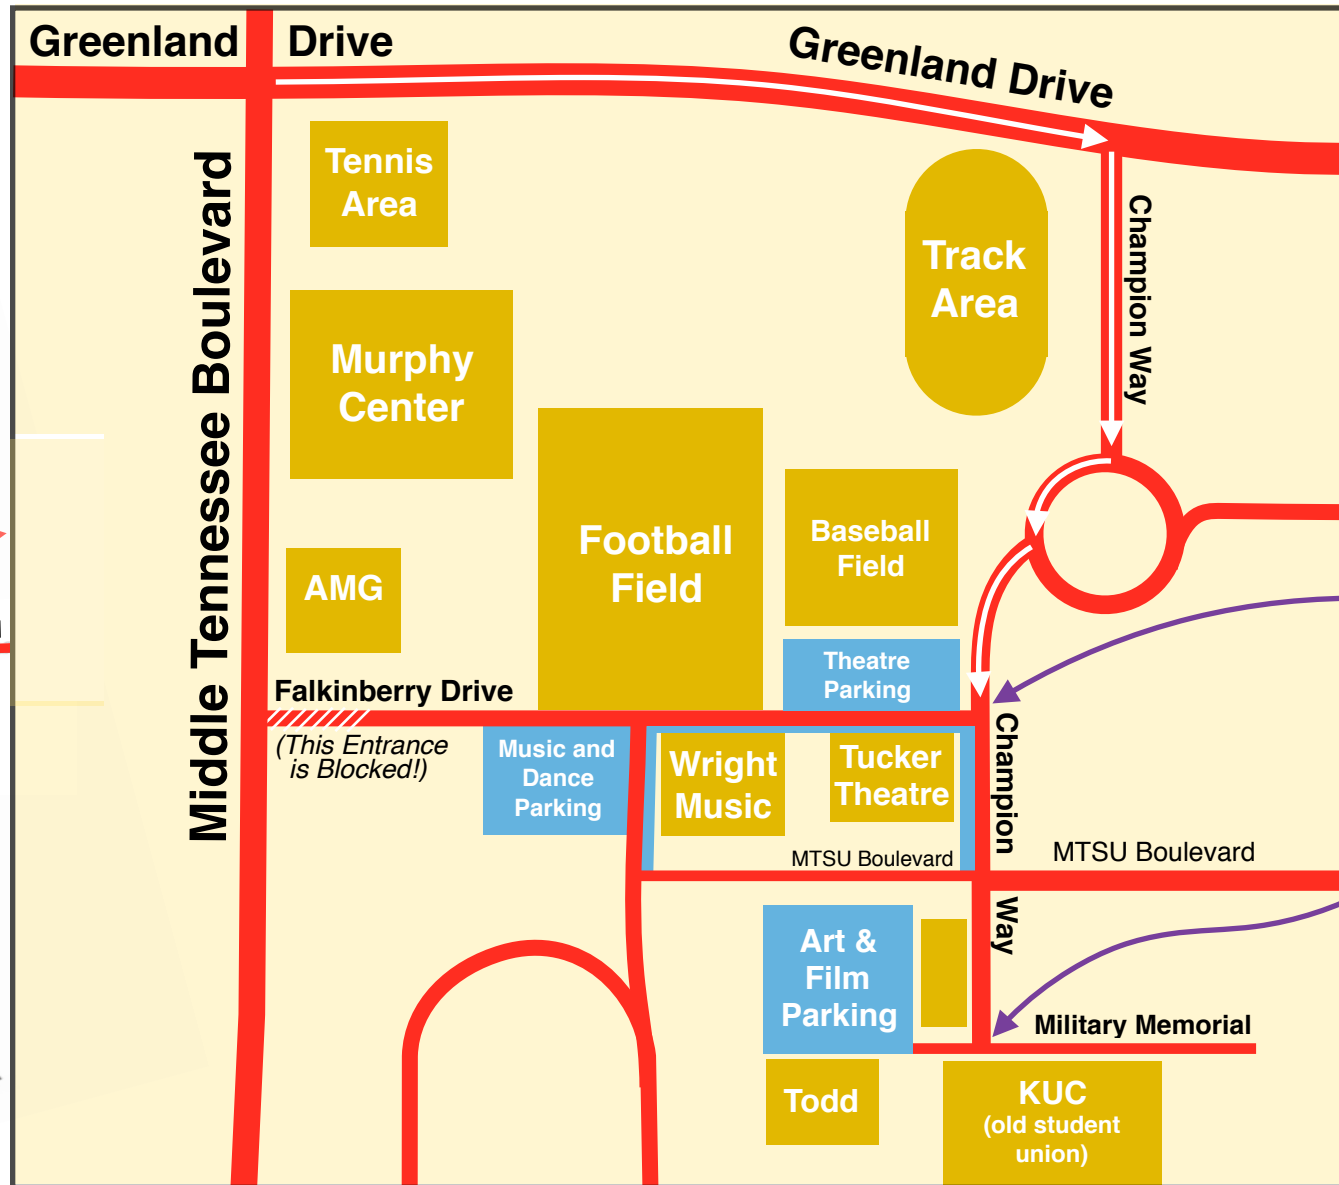 Greenland Drive
Greenland Drive
Tennis
Area
Middle Tennessee Boulevard
Track
Area
Champion Way
Murphy
Center
Football
Field
Baseball
Field
AMG
Theatre
Parking
Falkinberry Drive
(This Entrance
is Blocked!)
Music and
Dance
Parking
Wright
Music
Tucker
Theatre
Champion Way
MTSU Boulevard
MTSU Boulevard
Art &
Film
Parking
Military Memorial
Todd
KUC
(old student
union)